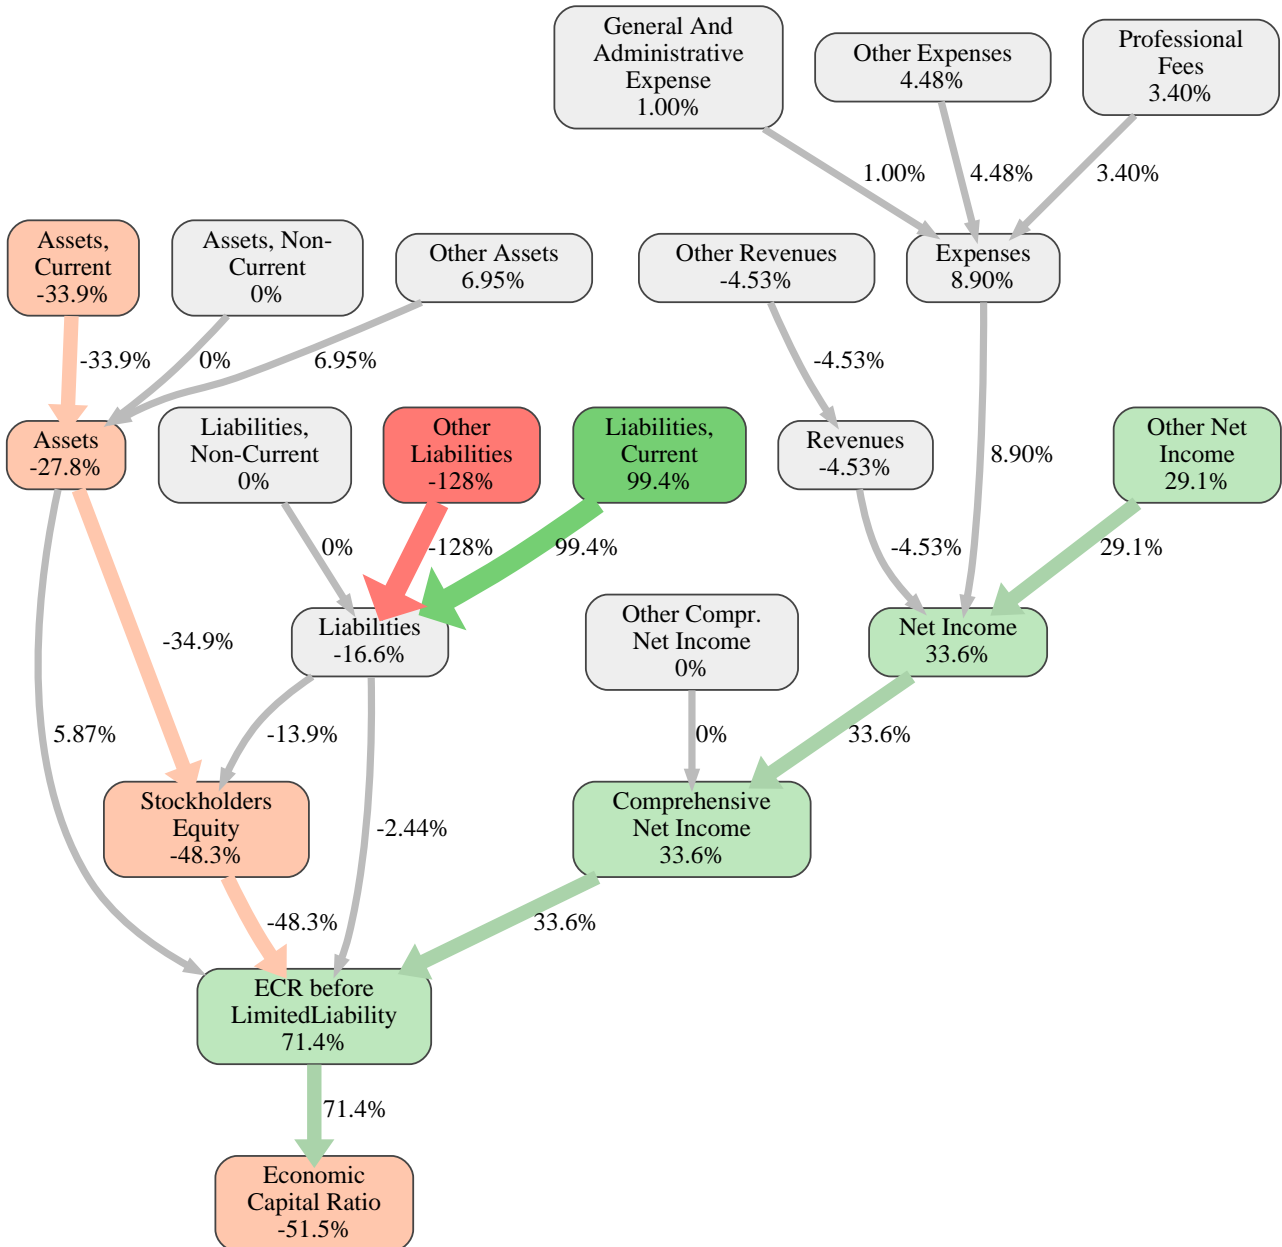 General And
Administrative
Expense
1.00%
Other Expenses
4.48%
Professional
Fees
3.40%
1.00%
4.48%
3.40%
Assets,
Current
-33.9%
Assets, Non-
Current
0%
Other Assets
6.95%
Other Revenues
-4.53%
Expenses
8.90%
-33.9%
0%
6.95%
-4.53%
Assets
-27.8%
Liabilities,
Non-Current
0%
Other
Liabilities
-128%
Liabilities,
Current
99.4%
Revenues
-4.53%
8.90%
Other Net
Income
29.1%
0%
-128%
99.4%
-4.53%
29.1%
-34.9%
Liabilities
-16.6%
Other Compr.
Net Income
0%
Net Income
33.6%
5.87%
-13.9%
0%
33.6%
Stockholders
Equity
-48.3%
-2.44%
Comprehensive
Net Income
33.6%
-48.3%
33.6%
ECR before
LimitedLiability
71.4%
71.4%
Economic
Capital Ratio
-51.5%